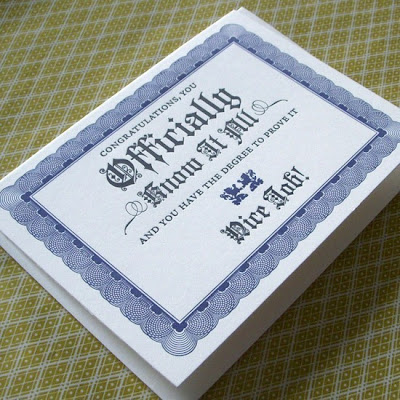 CONGRATULATIONS, YOU
Officially
Know It All
AND YOU HAVE THE DEGREE TO PROVE IT
Nice Job!